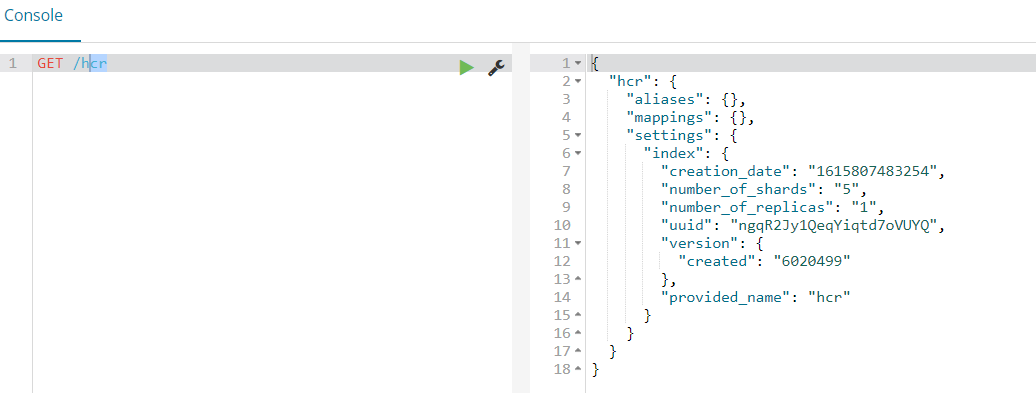 Console
1 GET /hcr
1 {
2 "hcr": {
3 "aliases": {},
4 "mappings": {},
5 "settings": {
6 "index": {
7 "creation_date": "1615807483254",
8 "number_of_shards": "5",
9 "number_of_replicas": "1",
10 "uuid": "ngqR2Jy1QeqYiqtd7oVUYQ",
11 "version": {
12 "created": "6020499"
13 },
14 "provided_name": "hcr"
15 }
16 }
17 }
18 }